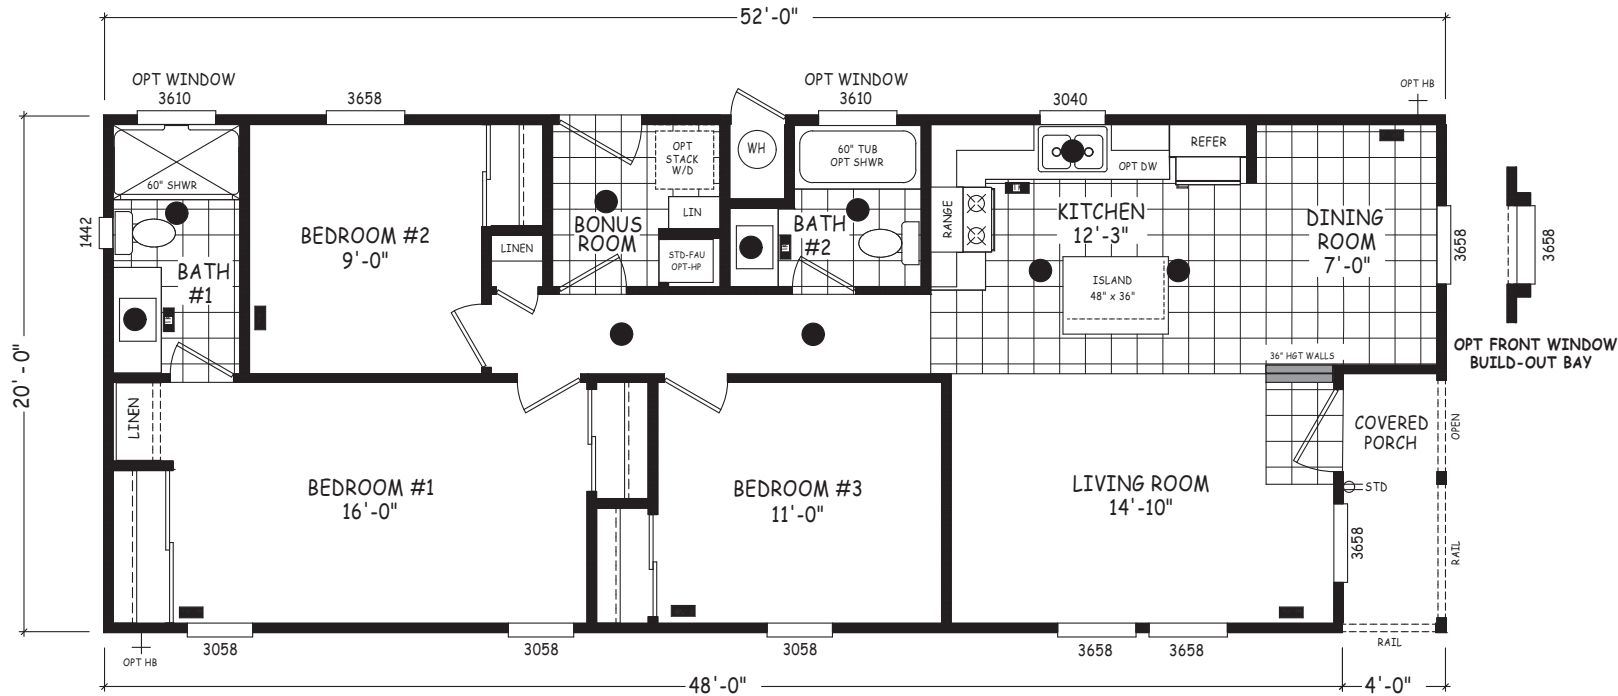 52'-0"
OPT WINDOW
3610
3658
OPT WINDOW
3610
3040
OPT HB
60" SHWR
OPT
STACK
W/D
WH
60" TUB
OPT SHWR
OPT DW
REFER
1442
BEDROOM #2
9'-0"
LINEN
LIN
BONUS
ROOM
STD-FAU
OPT-HP
BATH
#2
RANGE
KITCHEN
12'-3"
DINING
ROOM
7'-0"
3658
3658
BATH
#1
ISLAND
48" x 36"
20'-0"
36" HGT WALLS
OPT FRONT WINDOW
BUILD-OUT BAY
LINEN
COVERED
PORCH
OPEN
BEDROOM #1
16'-0"
BEDROOM #3
11'-0"
LIVING ROOM
14'-10"
STD
3658
RAIL
OPT HB
3058
3058
3058
3658
3658
RAIL
48'-0"
4'-0"